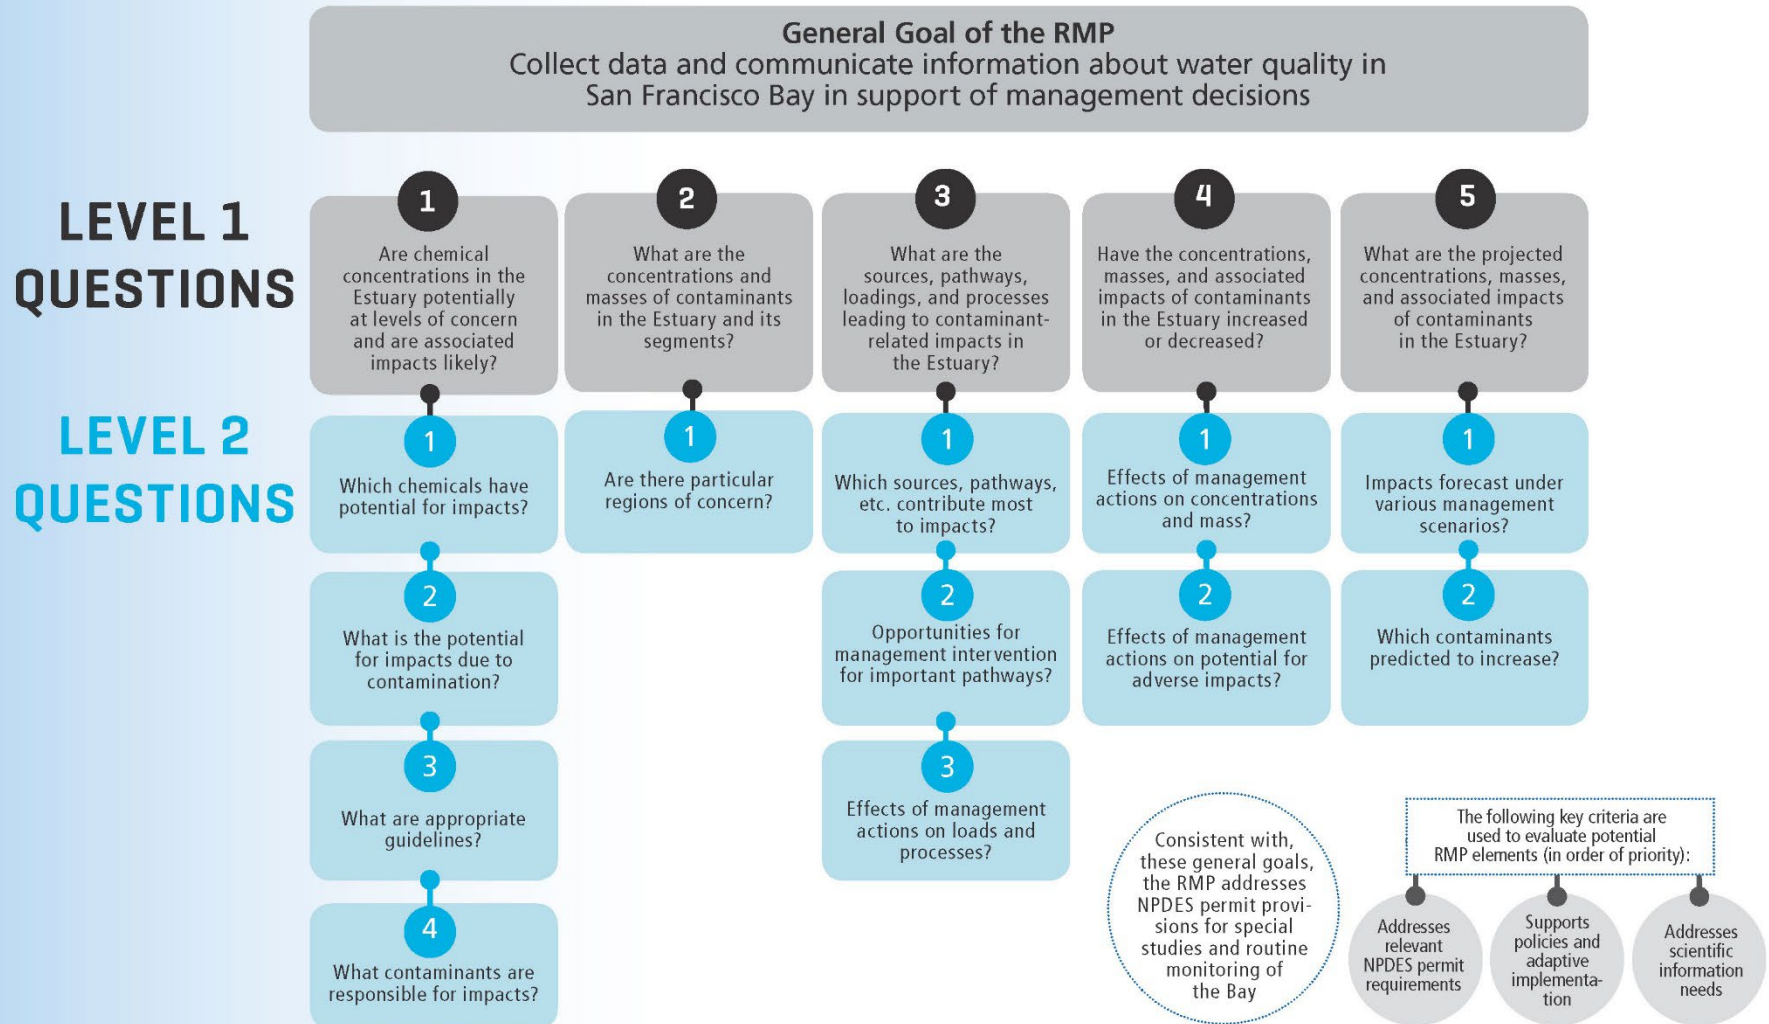 General Goal of the RMP
Collect data and communicate information about water quality in
San Francisco Bay in support of management decisions
LEVEL 1
QUESTIONS
1
Are chemical
concentrations in the
Estuary potentially
at levels of concern
and are associated
impacts likely?
2
What are the
concentrations and
masses of contaminants
in the Estuary and its
segments?
3
What are the
sources, pathways,
loadings, and processes
leading to contaminant-
related impacts in
the Estuary?
4
Have the concentrations,
masses, and associated
impacts of contaminants
in the Estuary increased
or decreased?
5
What are the projected
concentrations, masses,
and associated impacts
of contaminants
in the Estuary?
LEVEL 2
QUESTIONS
1
Which chemicals have
potential for impacts?
2
What is the potential
for impacts due to
contamination?
3
What are appropriate
guidelines?
4
What contaminants are
responsible for impacts?
1
Are there particular
regions of concern?
1
Which sources, pathways,
etc. contribute most
to impacts?
2
Opportunities for
management intervention
for important pathways?
3
Effects of management
actions on loads and
processes?
1
Effects of management
actions on concentrations
and mass?
2
Effects of management
actions on potential for
adverse impacts?
1
Impacts forecast under
various management
scenarios?
2
Which contaminants
predicted to increase?
Consistent with,
these general goals,
the RMP addresses
NPDES permit provi-
sions for special
studies and routine
monitoring of
the Bay
The following key criteria are
used to evaluate potential
RMP elements (in order of priority):
Addresses
relevant
NPDES permit
requirements
Supports
policies and
adaptive
implementa-
tion
Addresses
scientific
information
needs